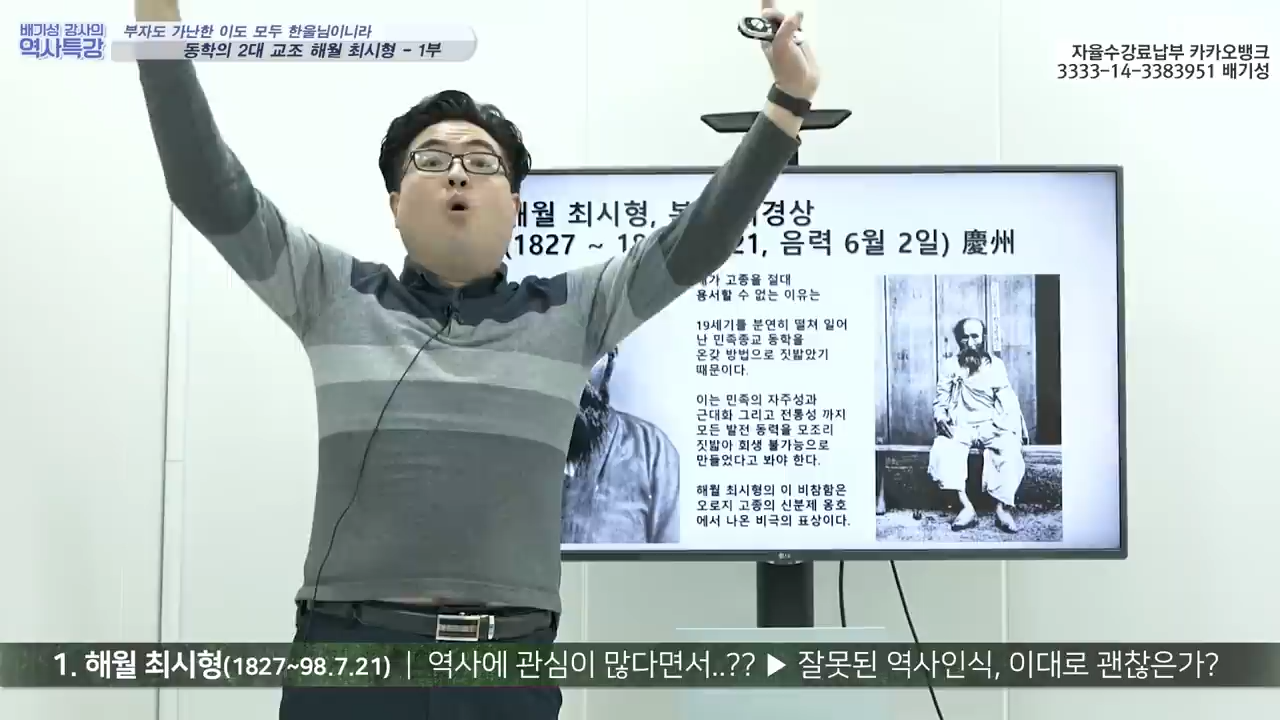 배기성 강사의
역사특강
부자도 가난한 이도 모두 한울님이니라
동학의 2대 교조 해월 최시형 - 1부
자율수강료납부 카카오뱅크
3333-14-3383951 배기성
해월 최시형, 경상
(1827 ~ 21, 음력 6월 2일) 慶州
내가 고종을 절대
용서할 수 없는 이유는
19세기를 분연히 떨쳐 일어
난 민족종교 동학을
온갖 방법으로 짓밟았기
때문이다.
이는 민족의 자주성과
근대화 그리고 전통성 까지
모든 발전 동력을 모조리
짓밟아 회생 불가능으로
만들었다고 봐야 한다.
해월 최시형의 이 비참함은
오로지 고종의 신분제 옹호
에서 나온 비극의 표상이다.
LG
1. 해월 최시형(1827~98.7.21) | 역사에 관심이 많다면서..?? ▶ 잘못된 역사인식, 이대로 괜찮은가?